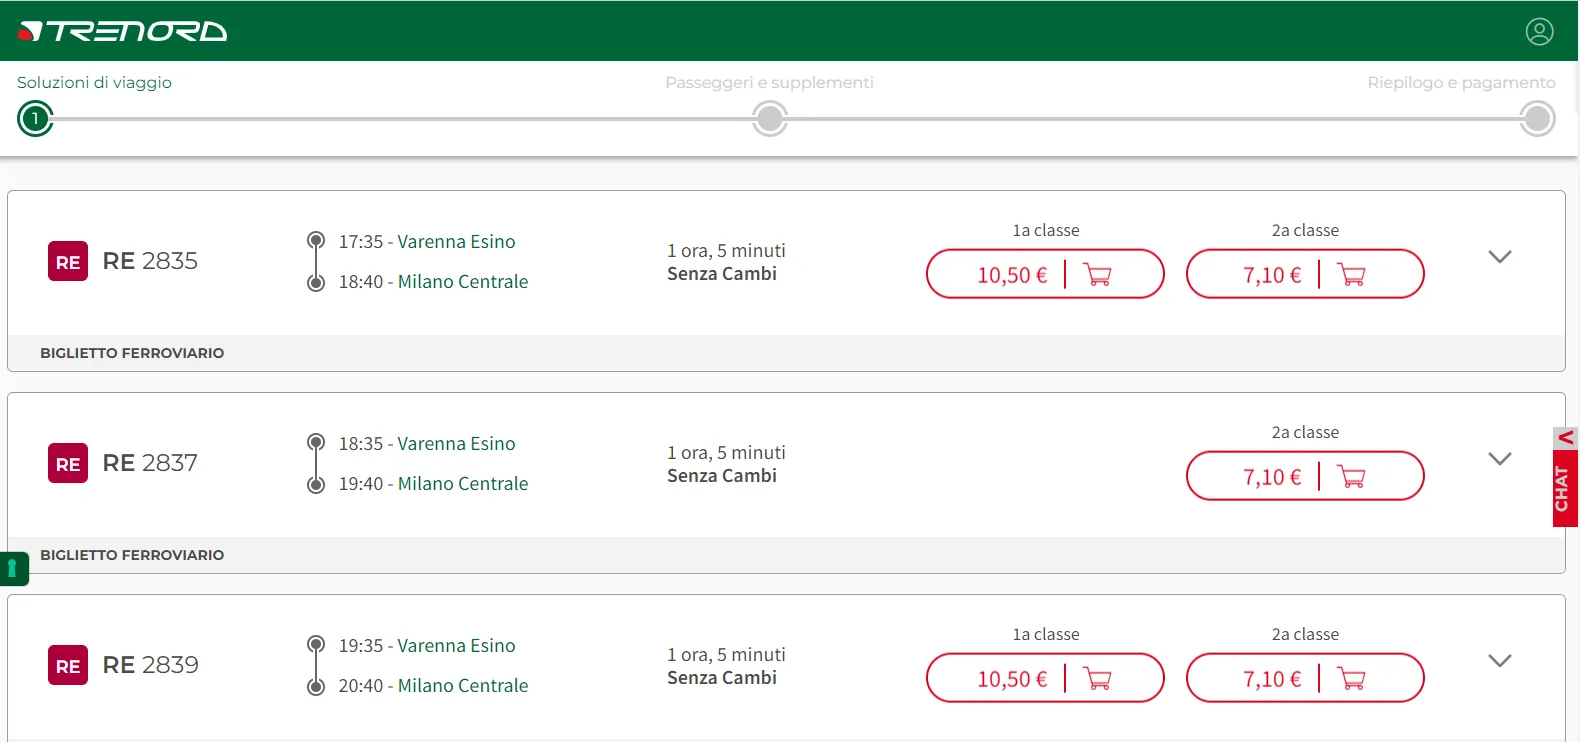 TRENORD
Soluzioni di viaggio
Passeggeri e supplementi
Riepilogo e pagamento
1
RE
RE 2835
17:35 - Varenna Esino
18:40 - Milano Centrale
1 ora, 5 minuti
Senza Cambi
1a classe
10,50 €
2a classe
7,10 €
BIGLIETTO FERROVIARIO
RE
RE 2837
18:35 - Varenna Esino
19:40 - Milano Centrale
1 ora, 5 minuti
Senza Cambi
2a classe
7,10 €
BIGLIETTO FERROVIARIO
<
CHAT
RE
RE 2839
19:35 - Varenna Esino
20:40 - Milano Centrale
1 ora, 5 minuti
Senza Cambi
1a classe
10,50 €
2a classe
7,10 €